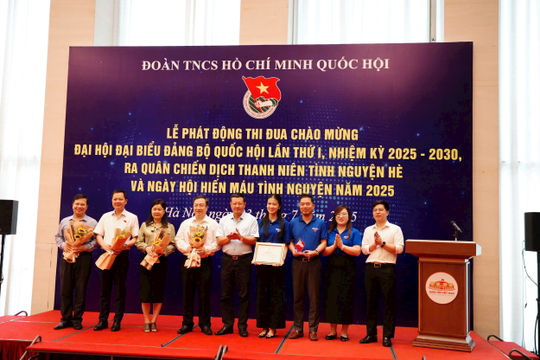 ĐOÀN TNCS HỒ CHÍ MINH QUỐC HỘI
LỄ PHÁT ĐỘNG THI ĐUA CHÀO MỪNG
ĐẠI HỘI ĐẠI BIỂU ĐẢNG BỘ QUỐC HỘI LẦN THỨ I, NHIỆM KỲ 2025 - 2030,
RA QUÂN CHIẾN DỊCH THANH NIÊN TÌNH NGUYỆN HÈ
VÀ NGÀY HỘI HIẾN MÁU TÌNH NGUYỆN NĂM 2025
Hà
2025